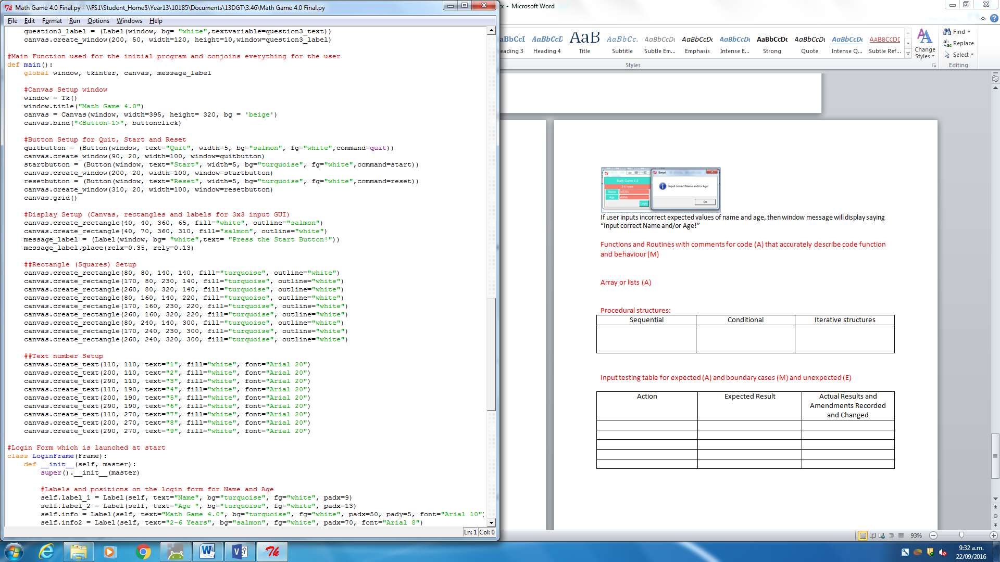 Math Game 4.0 Final.py - \\FS1\Student_Home$\Year13\10185\Documents\13DGT\3.46\Math Game 4.0 Final.py
File Edit Format Run Options Windows Help
    question3_label = (Label(window, bg= "white",textvariable=question3_text))
    canvas.create_window(200, 50, width=120, height=10,window=question3_label)
#Main Function used for the initial program and conjoins everything for the user
def main():
    global window, tkinter, canvas, message_label
    #Canvas Setup window
    window = Tk()
    window.title("Math Game 4.0")
    canvas = Canvas(window, width=395, height= 320, bg = 'beige')
    canvas.bind("<Button-1>", buttonclick)
    #Button Setup for Quit, Start and Reset
    quitbutton = (Button(window, text="Quit", width=5, bg="salmon", fg="white",command=quit))
    canvas.create_window(90, 20, width=100, window=quitbutton)
    startbutton = (Button(window, text="Start", width=5, bg="turquoise", fg="white",command=start))
    canvas.create_window(200, 20, width=100, window=startbutton)
    resetbutton = (Button(window, text="Reset", width=5, bg="turquoise", fg="white",command=reset))
    canvas.create_window(310, 20, width=100, window=resetbutton)
    canvas.grid()
    #Display Setup (Canvas, rectangles and labels for 3x3 input GUI)
    canvas.create_rectangle(40, 40, 360, 65, fill="white", outline="salmon")
    canvas.create_rectangle(40, 70, 360, 310, fill="salmon", outline="white")
    message_label = (Label(window, bg= "white",text= "Press the Start Button!"))
    message_label.place(relx=0.35, rely=0.13)
    ##Rectangle (Squares) Setup
    canvas.create_rectangle(80, 80, 140, 140, fill="turquoise", outline="white")
    canvas.create_rectangle(170, 80, 230, 140, fill="turquoise", outline="white")
    canvas.create_rectangle(260, 80, 320, 140, fill="turquoise", outline="white")
    canvas.create_rectangle(80, 160, 140, 220, fill="turquoise", outline="white")
    canvas.create_rectangle(170, 160, 230, 220, fill="turquoise", outline="white")
    canvas.create_rectangle(260, 160, 320, 220, fill="turquoise", outline="white")
    canvas.create_rectangle(80, 240, 140, 300, fill="turquoise", outline="white")
    canvas.create_rectangle(170, 240, 230, 300, fill="turquoise", outline="white")
    canvas.create_rectangle(260, 240, 320, 300, fill="turquoise", outline="white")
    ##Text number Setup
    canvas.create_text(110, 110, text="1", fill="white", font="Arial 20")
    canvas.create_text(200, 110, text="2", fill="white", font="Arial 20")
    canvas.create_text(290, 110, text="3", fill="white", font="Arial 20")
    canvas.create_text(110, 190, text="4", fill="white", font="Arial 20")
    canvas.create_text(200, 190, text="5", fill="white", font="Arial 20")
    canvas.create_text(290, 190, text="6", fill="white", font="Arial 20")
    canvas.create_text(110, 270, text="7", fill="white", font="Arial 20")
    canvas.create_text(200, 270, text="8", fill="white", font="Arial 20")
    canvas.create_text(290, 270, text="9", fill="white", font="Arial 20")
#Login Form which is launched at start
class LoginFrame(Frame):
    def __init__(self, master):
        super().__init__(master)
        #Labels and positions on the login form for Name and Age
        self.label_1 = Label(self, text="Name", bg="turquoise", fg="white", padx=9)
        self.label_2 = Label(self, text="Age ", bg="turquoise", fg="white", padx=13)
        self.info = Label(self, text="Math Game 4.0", bg="turquoise", fg="white", padx=50, pady=5, font="Arial 10")
        self.info2 = Label(self, text="2-6 Years", bg="salmon", fg="white", padx=70, font="Arial 8")
Ln: 1 Col: 0
x - Microsoft Word
aBbCcI AaBbCcD AaB AaBbCc. AaBbCcDc AaBbCcDc AaBbCcDc AaBbCcDc AaBbCcDc AaBbCcDc AABBCCDD
eading 3 Heading 4 Title Subtitle Subtle Em... Emphasis Intense E... Strong Quote Intense Q... Subtle Ref...
Change Styles
Find
Replace
Select
Styles
Editing
Math Game 4.0
2-6 Years
Name 345354
Age
Login
!Error!
Input correct Name and/or Age!
OK
If user inputs incorrect expected values of name and age, then window message will display saying
“Input correct Name and/or Age!”
Functions and Routines with comments for code (A) that accurately describe code function
and behaviour (M)
Array or lists (A)
Procedural structures:
Sequential Conditional Iterative structures
Input testing table for expected (A) and boundary cases (M) and unexpected (E)
Action Expected Result Actual Results and
Amendments Recorded
and Changed
93%
9:32 a.m.
22/09/2016